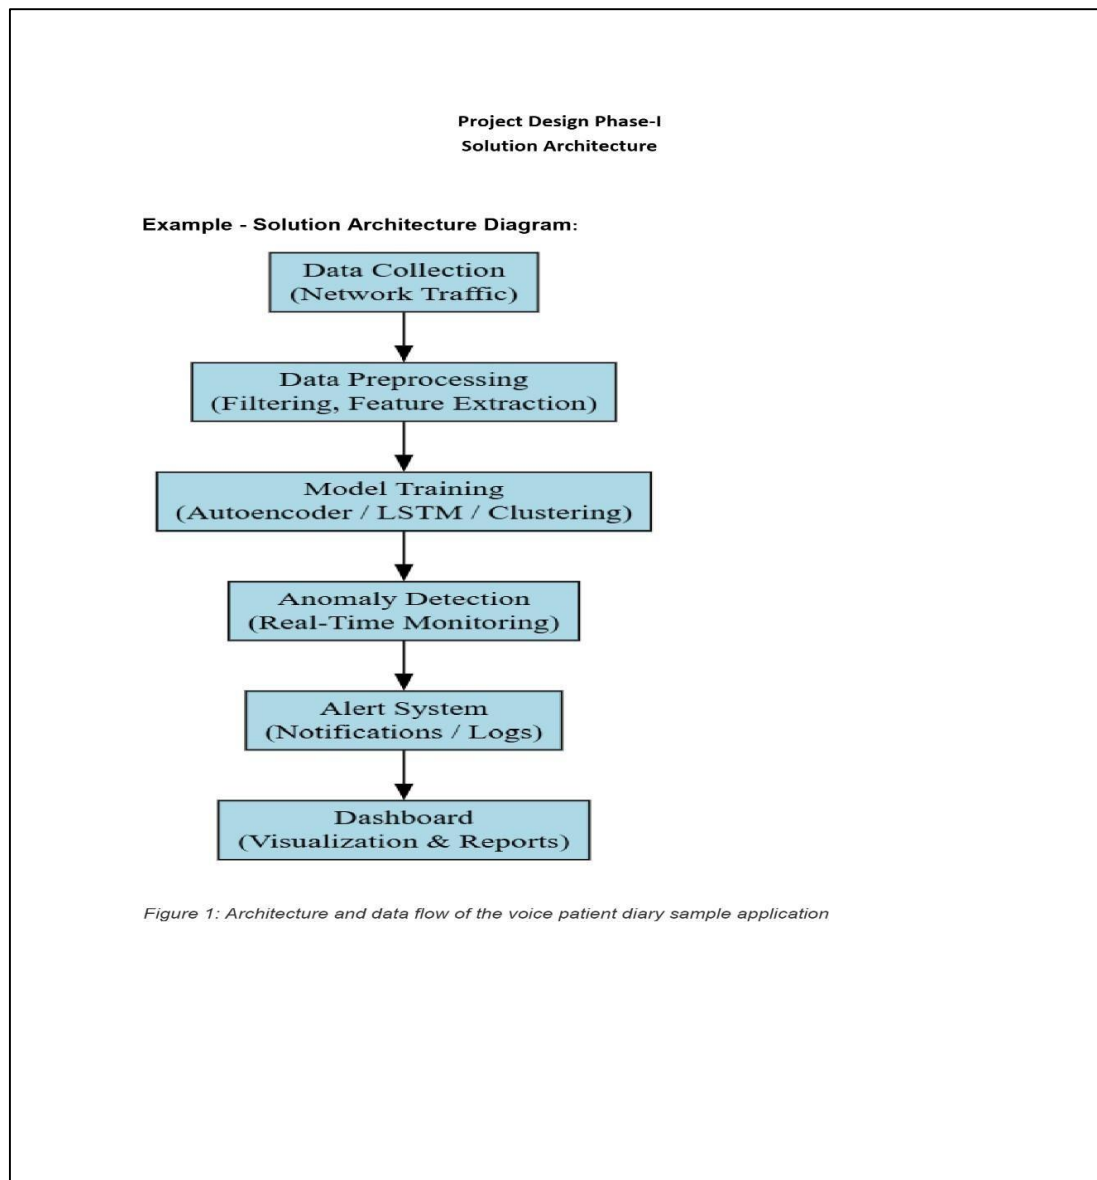 Project Design Phase-I
Solution Architecture
Example - Solution Architecture Diagram:
Data Collection
(Network Traffic)
Data Preprocessing
(Filtering, Feature Extraction)
Model Training
(Autoencoder / LSTM / Clustering)
Anomaly Detection
(Real-Time Monitoring)
Alert System
(Notifications / Logs)
Dashboard
(Visualization & Reports)
Figure 1: Architecture and data flow of the voice patient diary sample application